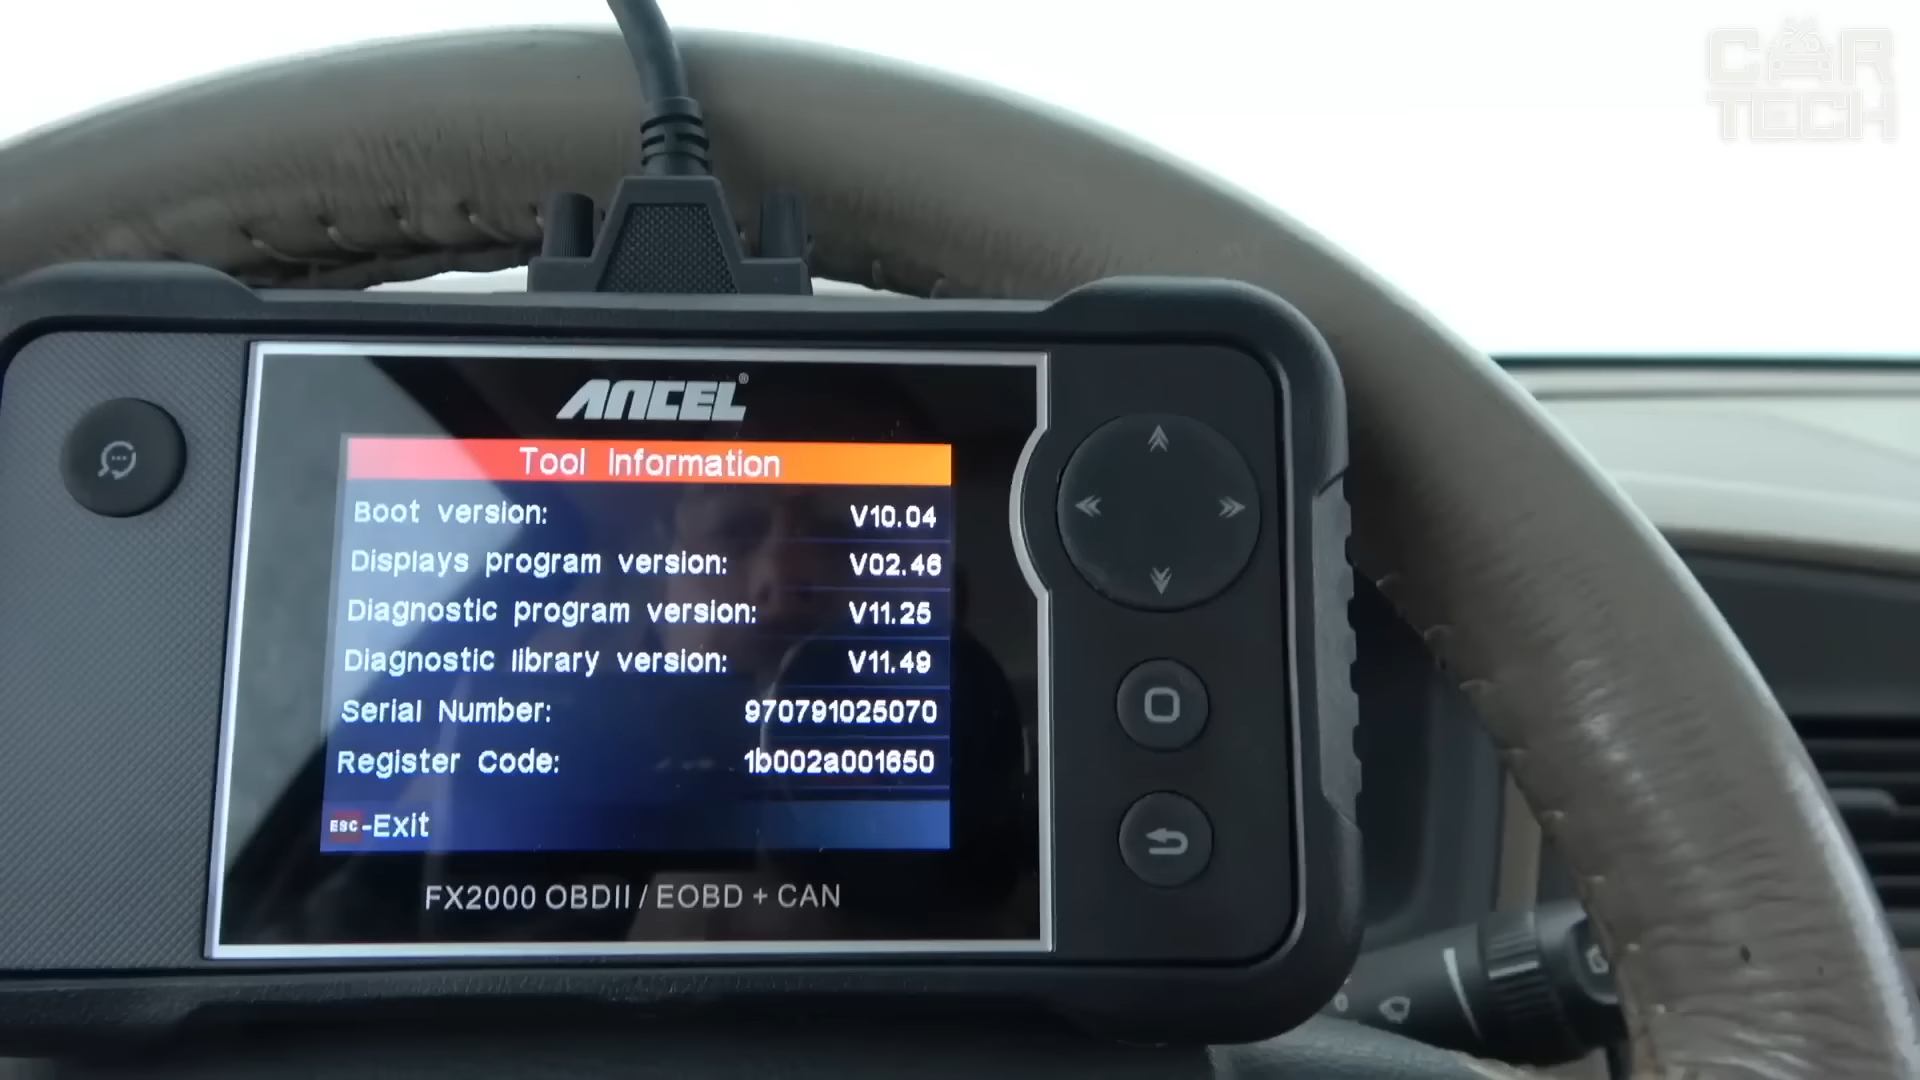 CAR
TECH
ANCEL®
Tool Information
Boot version: V10.04
Displays program version: V02.46
Diagnostic program version: V11.25
Diagnostic library version: V11.49
Serial Number: 970791025070
Register Code: 1b002a001650
ESC-Exit
FX2000 OBDII / EOBD + CAN